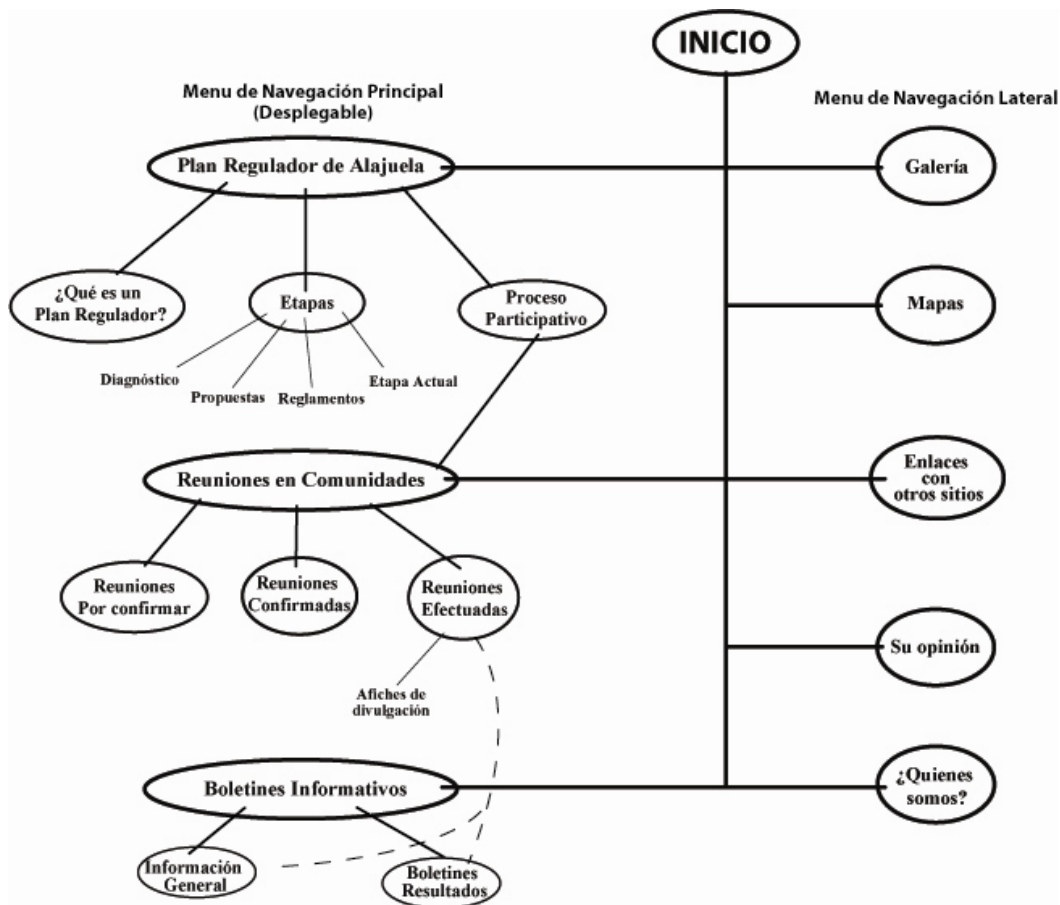 INICIO
Menu de Navegación Principal
(Desplegable)
Menu de Navegación Lateral
Plan Regulador de Alajuela
Galería
¿Qué es un
Plan Regulador?
Etapas
Proceso
Participativo
Mapas
Diagnóstico
Propuestas
Reglamentos
Etapa Actual
Reuniones en Comunidades
Enlaces
con
otros sitios
Reuniones
Por confirmar
Reuniones
Confirmadas
Reuniones
Efectuadas
Su opinión
Afiches de
divulgación
Boletines Informativos
¿Quienes
somos?
Información
General
Boletines
Resultados